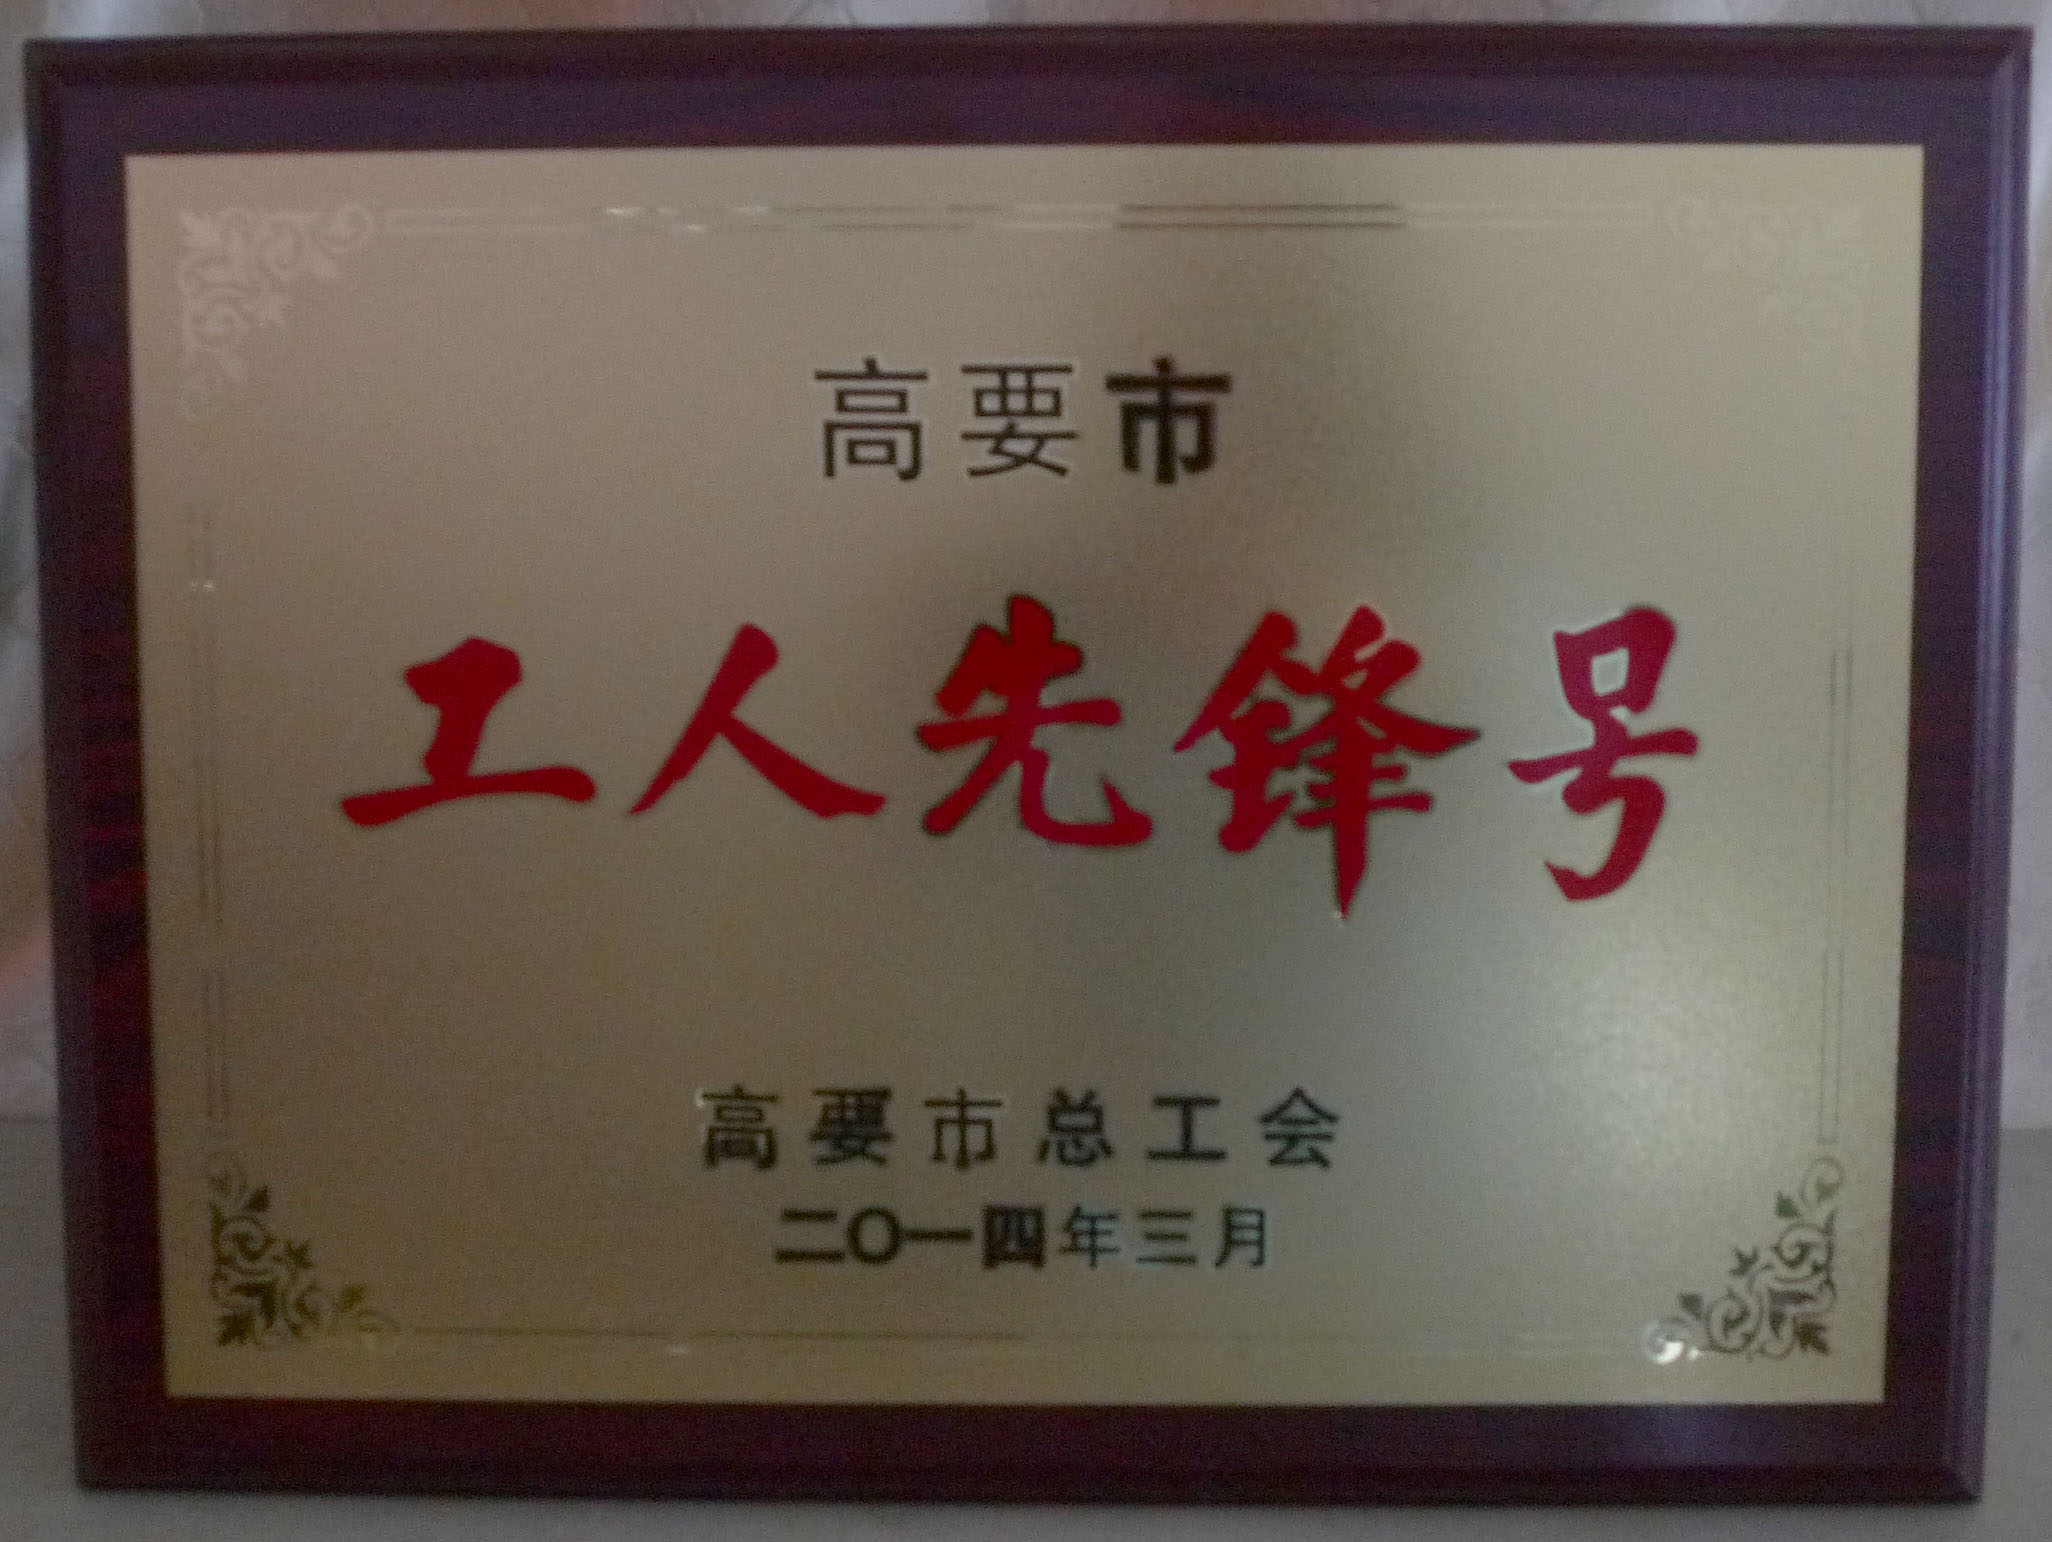 高要市
工人先锋号
高要市总工会
二〇一四年三月